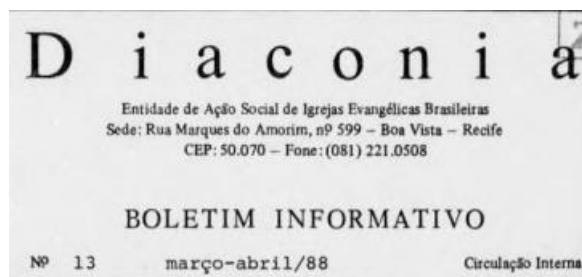 Diaconia
Entidade de Ação Social de Igrejas Evangélicas Brasileiras
Sede: Rua Marques do Amorim, nº 599 – Boa Vista – Recife
CEP: 50.070 – Fone: (081) 221.0508
BOLETIM INFORMATIVO
Nº 13 março-abril/88 Circulação Interna